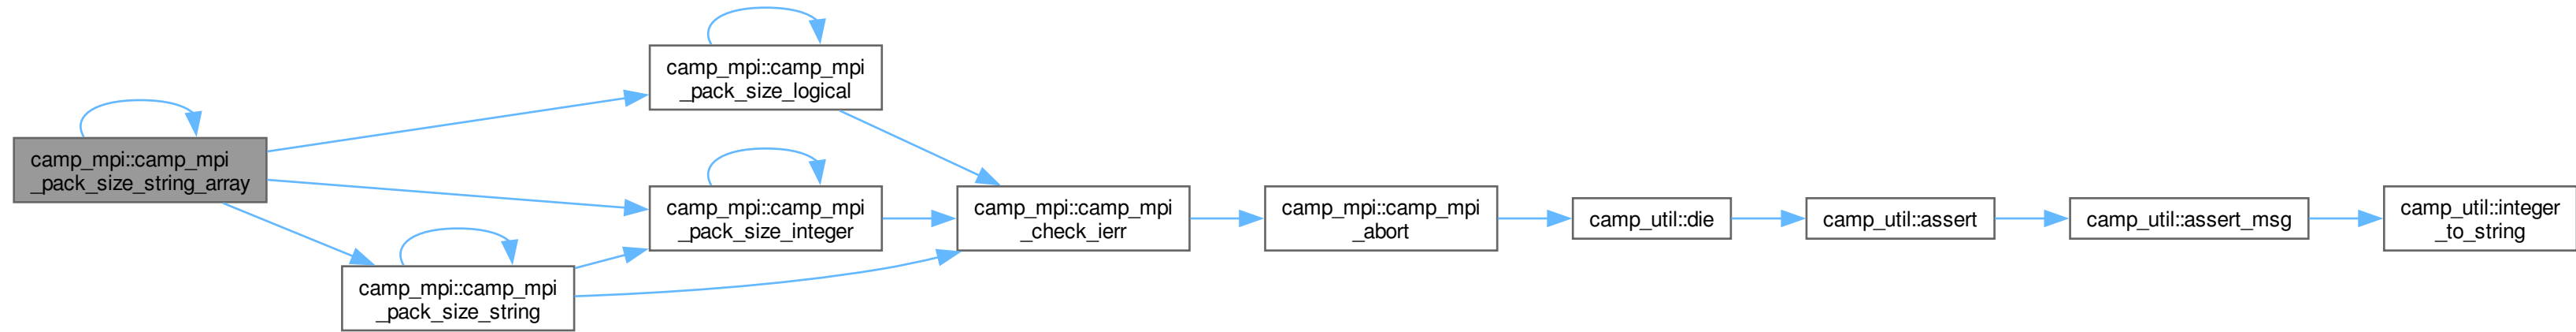 camp_mpi::camp_mpi
_pack_size_string_array
camp_mpi::camp_mpi
_pack_size_logical
camp_mpi::camp_mpi
_pack_size_integer
camp_mpi::camp_mpi
_pack_size_string
camp_mpi::camp_mpi
_check_ierr
camp_mpi::camp_mpi
_abort
camp_util::die
camp_util::assert
camp_util::assert_msg
camp_util::integer
_to_string